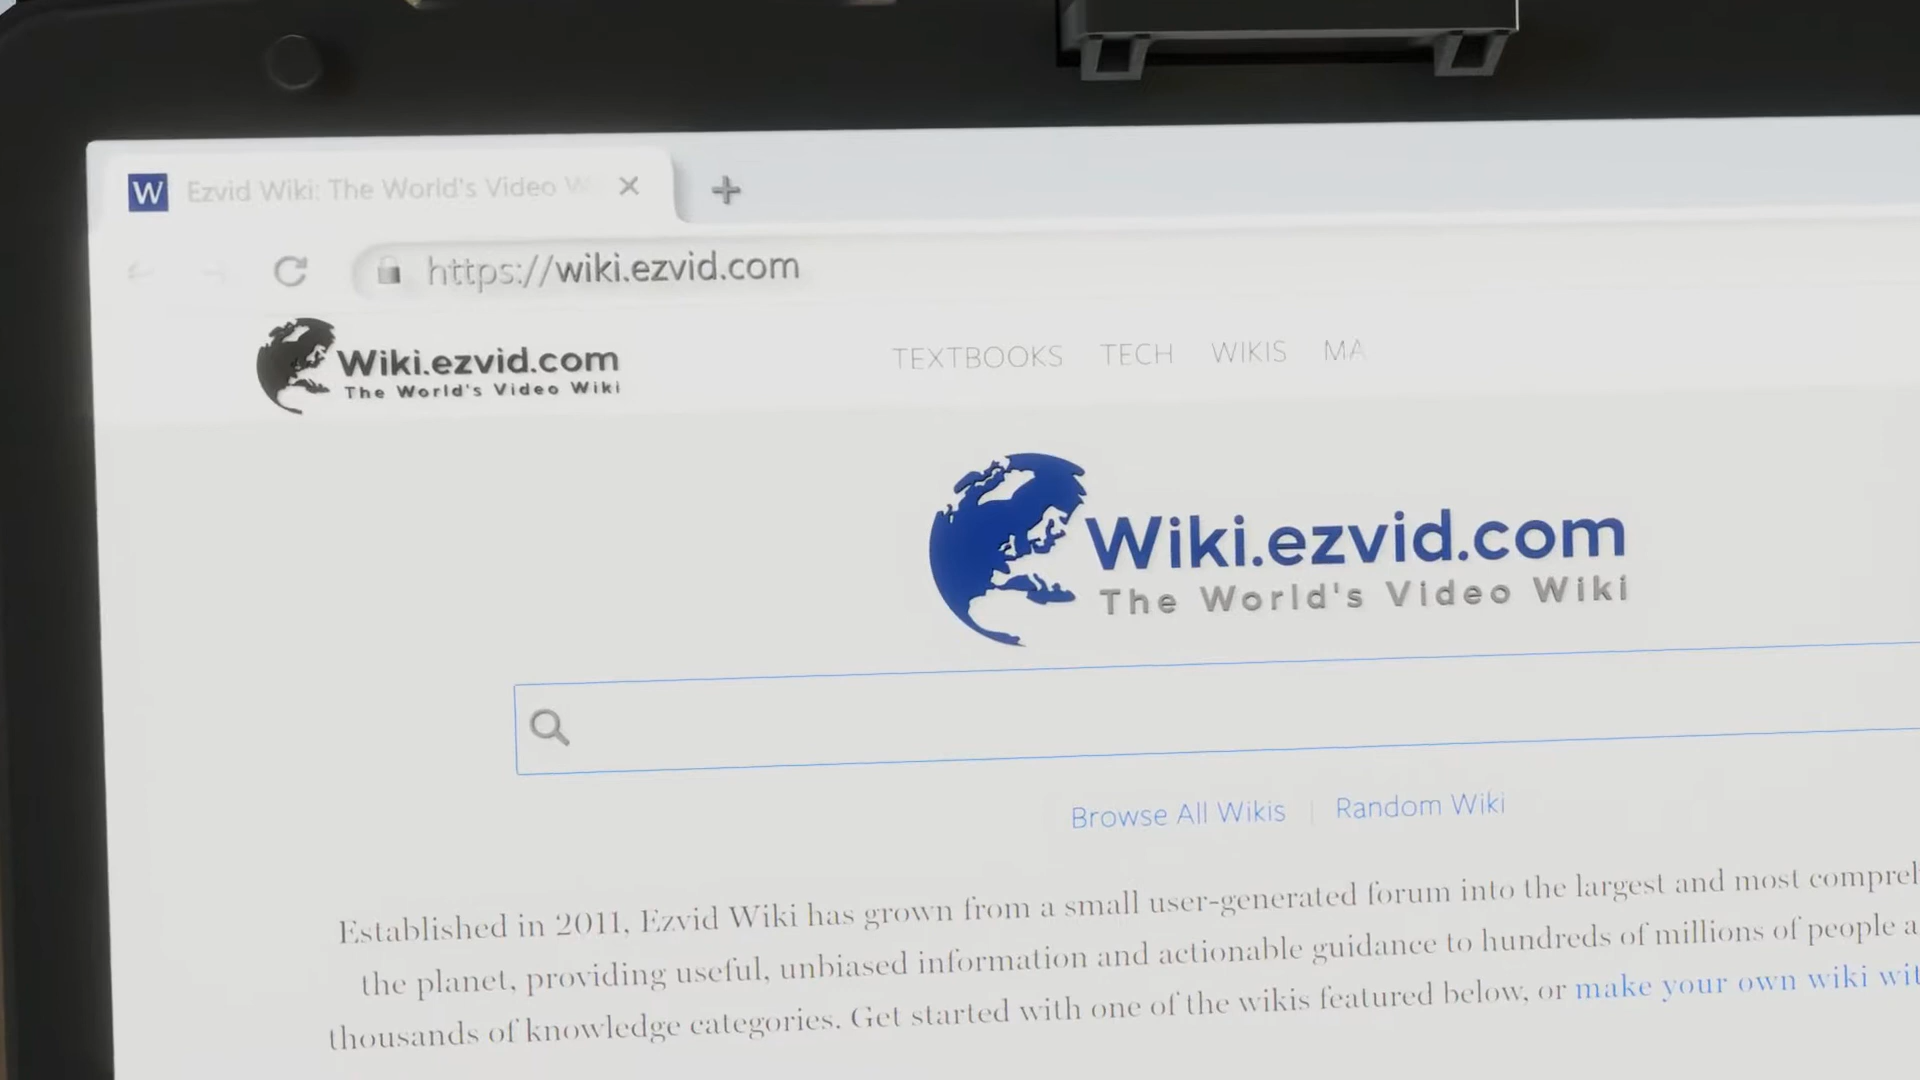 W Ezvid Wiki: The World's Video W
https://wiki.ezvid.com
Wiki.ezvid.com
The World's Video Wiki
TEXTBOOKS TECH WIKIS MA
Wiki.ezvid.com
The World's Video Wiki
Browse All Wikis | Random Wiki
Established in 2011, Ezvid Wiki has grown from a small user-generated forum into the largest and most
the planet, providing useful, unbiased information and actionable guidance to hundreds of millions of people
thousands of knowledge categories. Get started with one of the wikis featured below, or make your own wiki